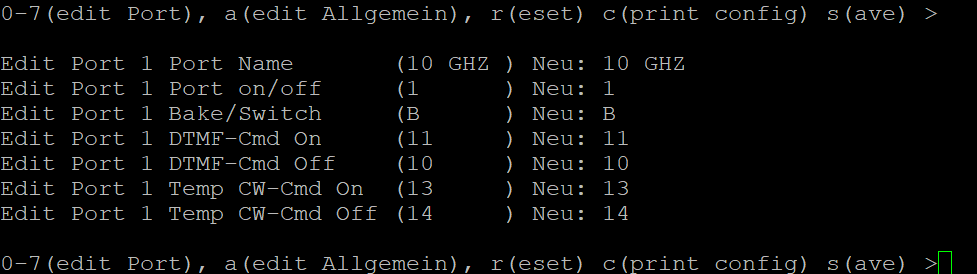 0-7(edit Port), a(edit Allgemein), r(eset) c(print config) s(ave) >
Edit Port 1 Port Name       (10 GHZ ) Neu: 10 GHZ
Edit Port 1 Port on/off     (1      ) Neu: 1
Edit Port 1 Bake/Switch     (B      ) Neu: B
Edit Port 1 DTMF-Cmd On     (11     ) Neu: 11
Edit Port 1 DTMF-Cmd Off    (10     ) Neu: 10
Edit Port 1 Temp CW-Cmd On  (13     ) Neu: 13
Edit Port 1 Temp CW-Cmd Off (14     ) Neu: 14
0-7(edit Port), a(edit Allgemein), r(eset) c(print config) s(ave) >